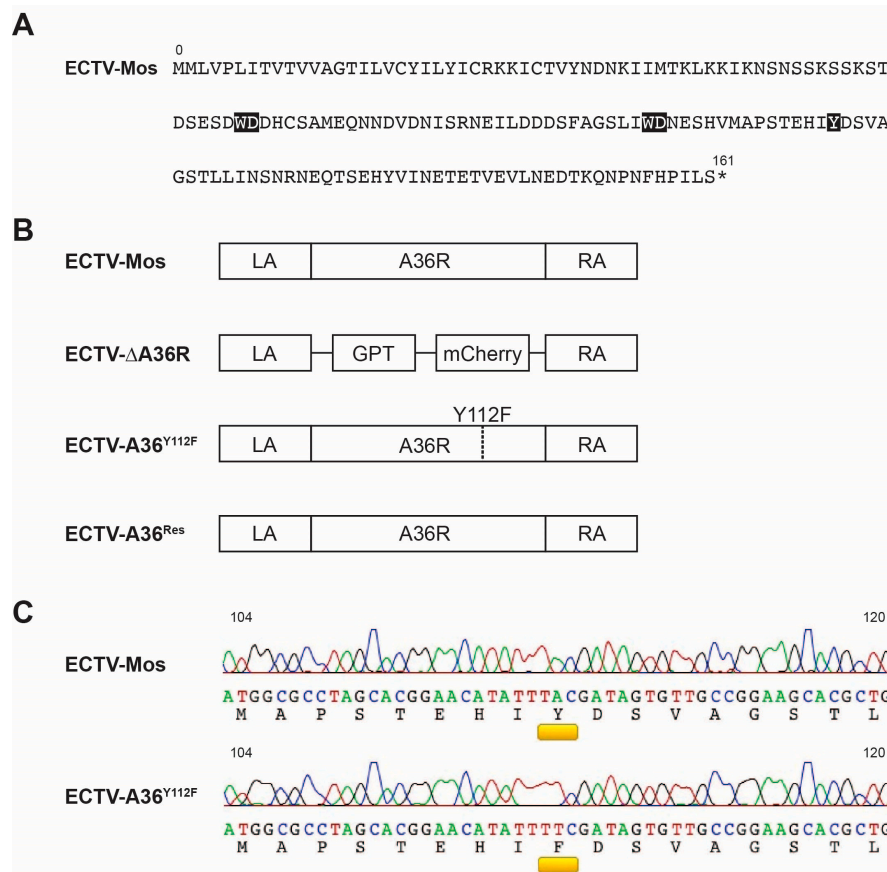 A
0
ECTV-Mos MMLVPLITVTVVAGTILVCYILYICRKKICTVYNDNKIIMTKLKKIKNSNSSKSSKST
DSESDWDDHCSAMEQNNDVDNISRNEILDDDSFAGSLIWDNESHVMAPSTEHIYDSVA
GSTLLINSNRNEQTSEHYVINETETVEVLNEDTKQNPNFHPILS*
161
B
ECTV-Mos LA A36R RA
ECTV-ΔA36R LA GPT mCherry RA
Y112F
ECTV-A36Y112F LA A36R RA
ECTV-A36Res LA A36R RA
C
104 120
ECTV-Mos
ATGGCGCCTAGCACGGAACATATTTACGATAGTGTTGCCGGAAGCACGCTG
M A P S T E H I Y D S V A G S T L
104 120
ECTV-A36Y112F
ATGGCGCCTAGCACGGAACATATTTTCGATAGTGTTGCCGGAAGCACGCTG
M A P S T E H I F D S V A G S T L